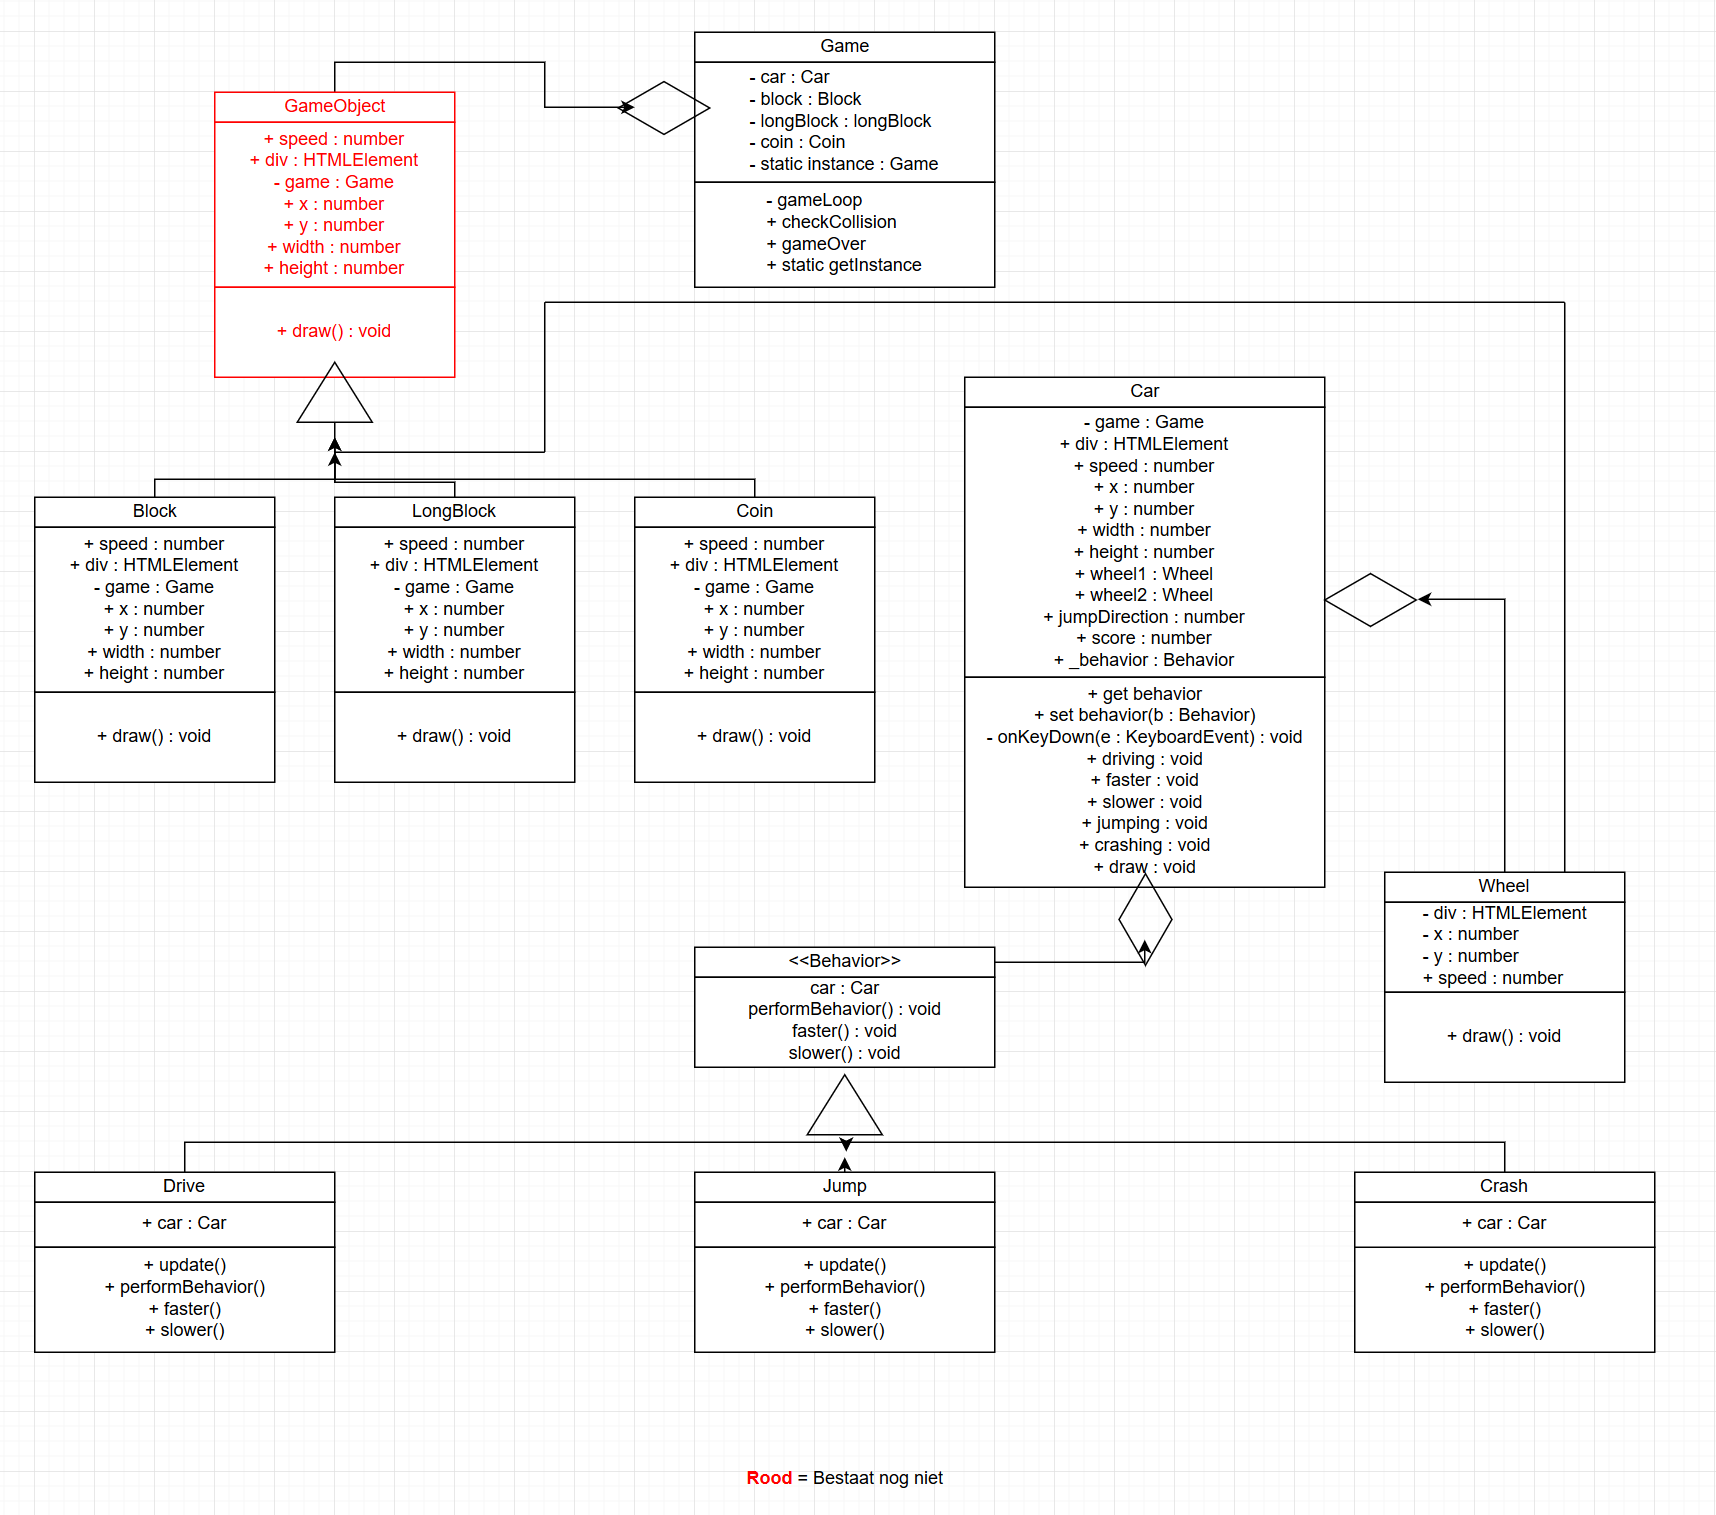 Game
- car : Car
- block : Block
- longBlock : longBlock
- coin : Coin
- static instance : Game
- gameLoop
+ checkCollision
+ gameOver
+ static getInstance
GameObject
+ speed : number
+ div : HTMLElement
- game : Game
+ x : number
+ y : number
+ width : number
+ height : number
+ draw() : void
Car
- game : Game
+ div : HTMLElement
+ speed : number
+ x : number
+ y : number
+ width : number
+ height : number
+ wheel1 : Wheel
+ wheel2 : Wheel
+ jumpDirection : number
+ score : number
+ _behavior : Behavior
+ get behavior
+ set behavior(b : Behavior)
- onKeyDown(e : KeyboardEvent) : void
+ driving : void
+ faster : void
+ slower : void
+ jumping : void
+ crashing : void
+ draw : void
Block
+ speed : number
+ div : HTMLElement
- game : Game
+ x : number
+ y : number
+ width : number
+ height : number
+ draw() : void
LongBlock
+ speed : number
+ div : HTMLElement
- game : Game
+ x : number
+ y : number
+ width : number
+ height : number
+ draw() : void
Coin
+ speed : number
+ div : HTMLElement
- game : Game
+ x : number
+ y : number
+ width : number
+ height : number
+ draw() : void
Wheel
- div : HTMLElement
- x : number
- y : number
+ speed : number
+ draw() : void
<<Behavior>>
car : Car
performBehavior() : void
faster() : void
slower() : void
Drive
+ car : Car
+ update()
+ performBehavior()
+ faster()
+ slower()
Jump
+ car : Car
+ update()
+ performBehavior()
+ faster()
+ slower()
Crash
+ car : Car
+ update()
+ performBehavior()
+ faster()
+ slower()
Rood = Bestaat nog niet